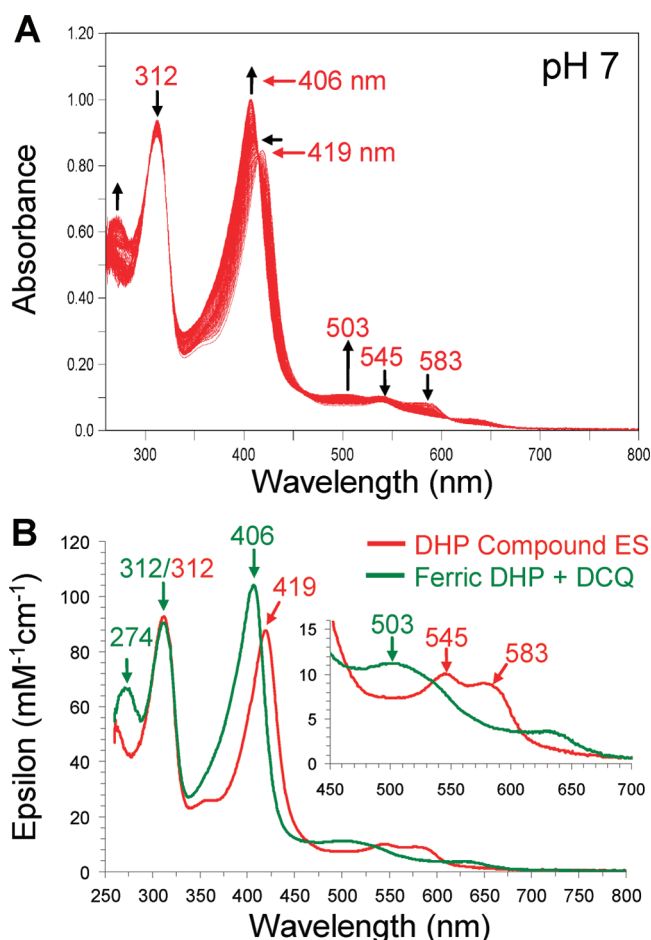 A
pH 7
312
406 nm
419 nm
503
545
583
Absorbance
1.20
1.00
0.80
0.60
0.40
0.20
0.0
300 400 500 600 700 800
Wavelength (nm)
B
DHP Compound ES
Ferric DHP + DCQ
406
312/312
419
274
503
545
583
Epsilon (mM⁻¹cm⁻¹)
120
100
80
60
40
20
0
15
10
5
0
450 500 550 600 650 700
250 300 350 400 450 500 550 600 650 700 750 800
Wavelength (nm)